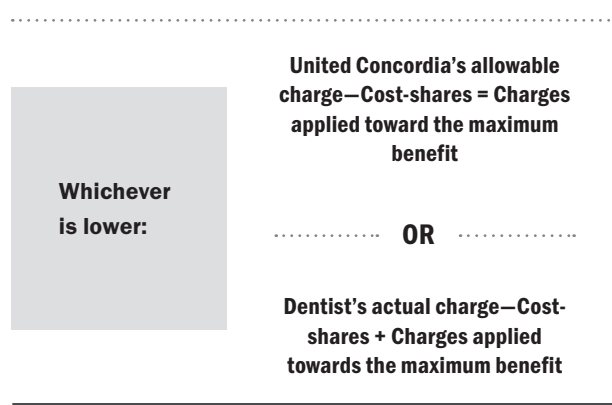 United Concordia’s allowable
charge—Cost-shares = Charges
applied toward the maximum
benefit
Whichever
is lower:
OR
Dentist’s actual charge—Cost-
shares + Charges applied
towards the maximum benefit